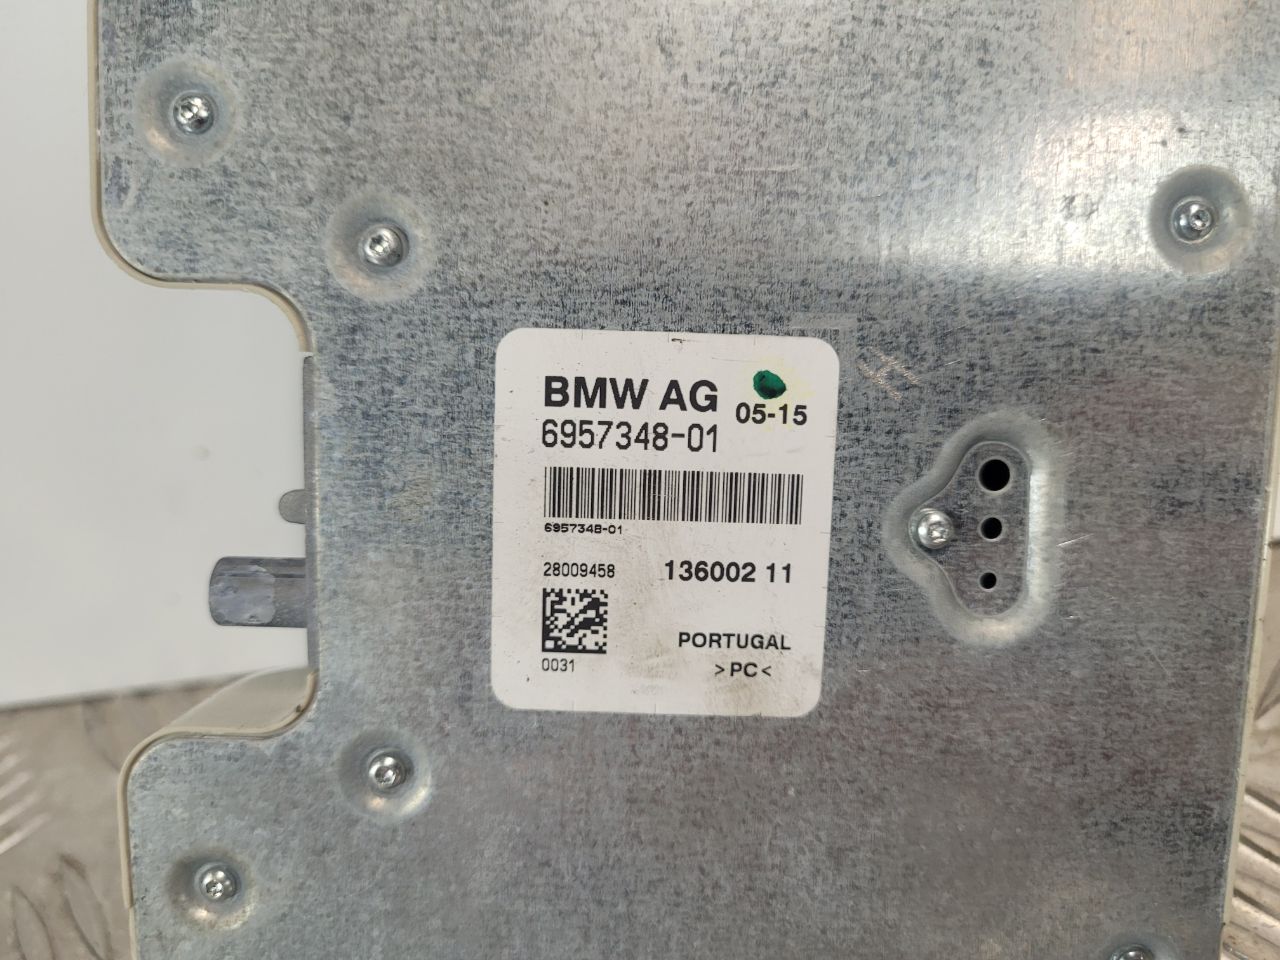 BMW AG
05-15
6957348-01
6957348-01
28009458 136002 11
PORTUGAL
0031 >PC<